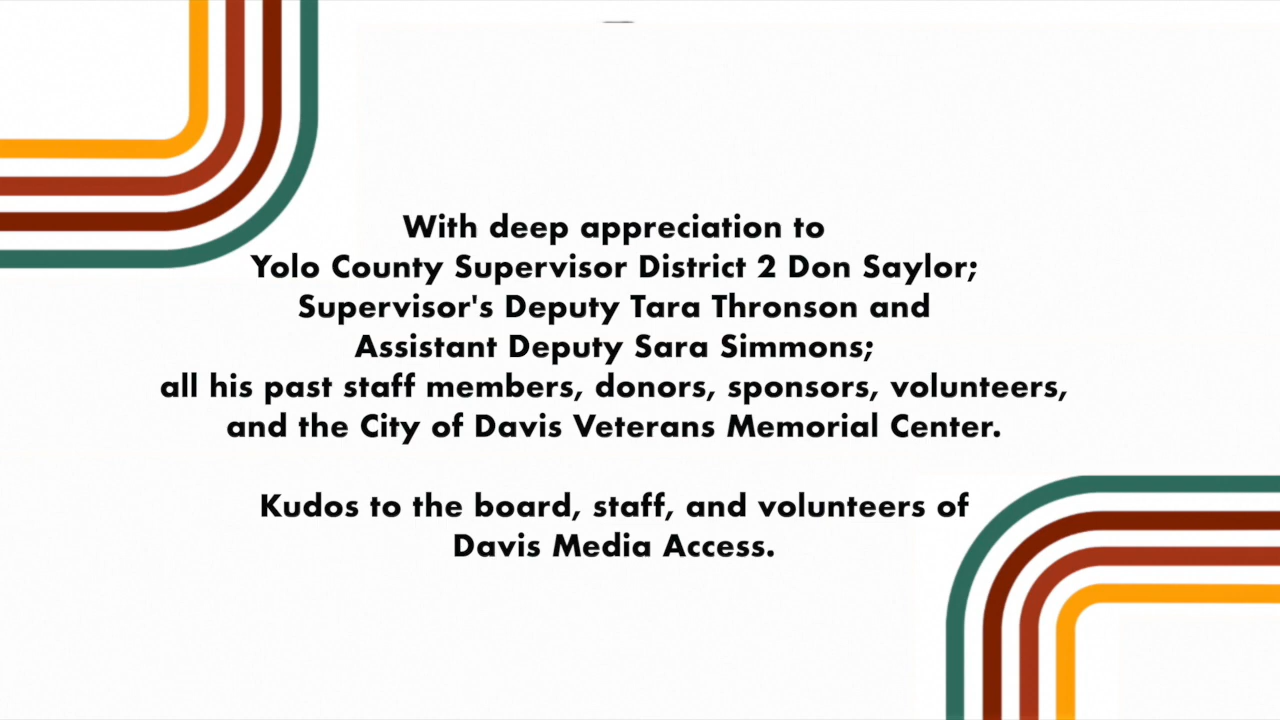 With deep appreciation to
Yolo County Supervisor District 2 Don Saylor;
Supervisor's Deputy Tara Thronson and
Assistant Deputy Sara Simmons;
all his past staff members, donors, sponsors, volunteers,
and the City of Davis Veterans Memorial Center.
Kudos to the board, staff, and volunteers of
Davis Media Access.